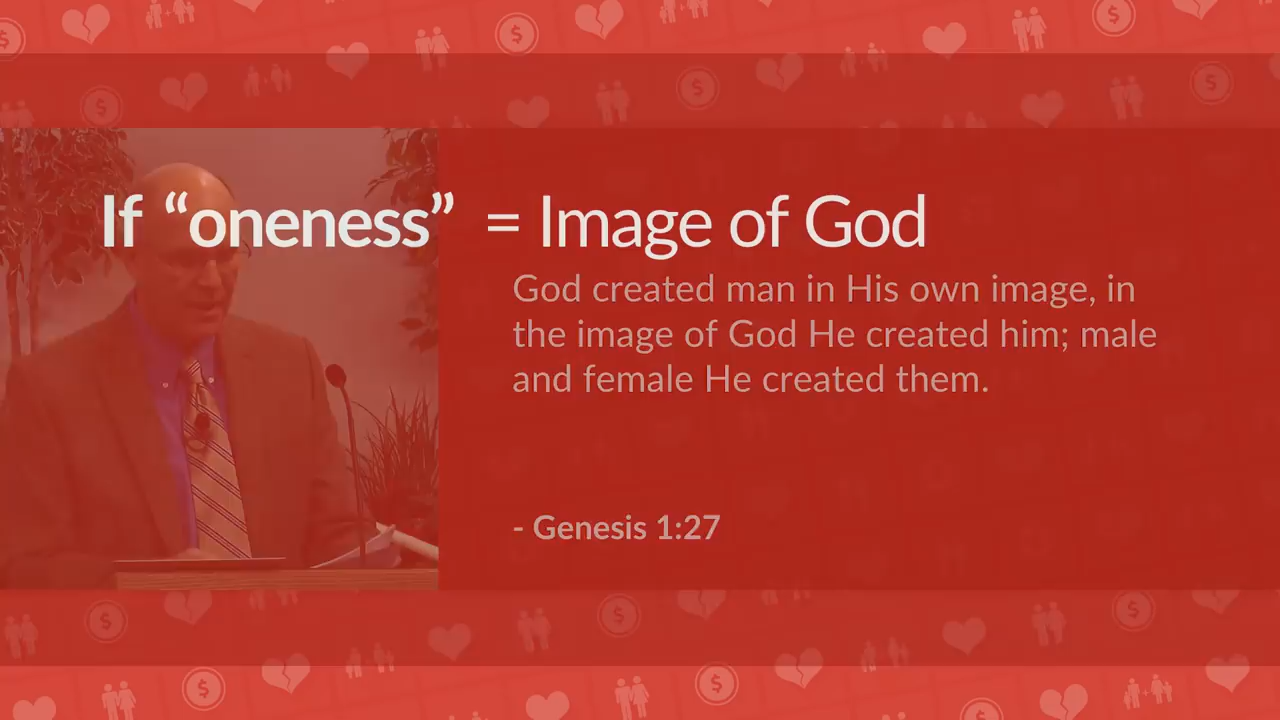 If “oneness” = Image of God
God created man in His own image, in
the image of God He created him; male
and female He created them.
- Genesis 1:27